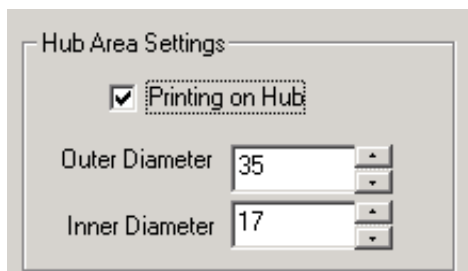 Hub Area Settings
Printing on Hub
Outer Diameter 35
Inner Diameter 17